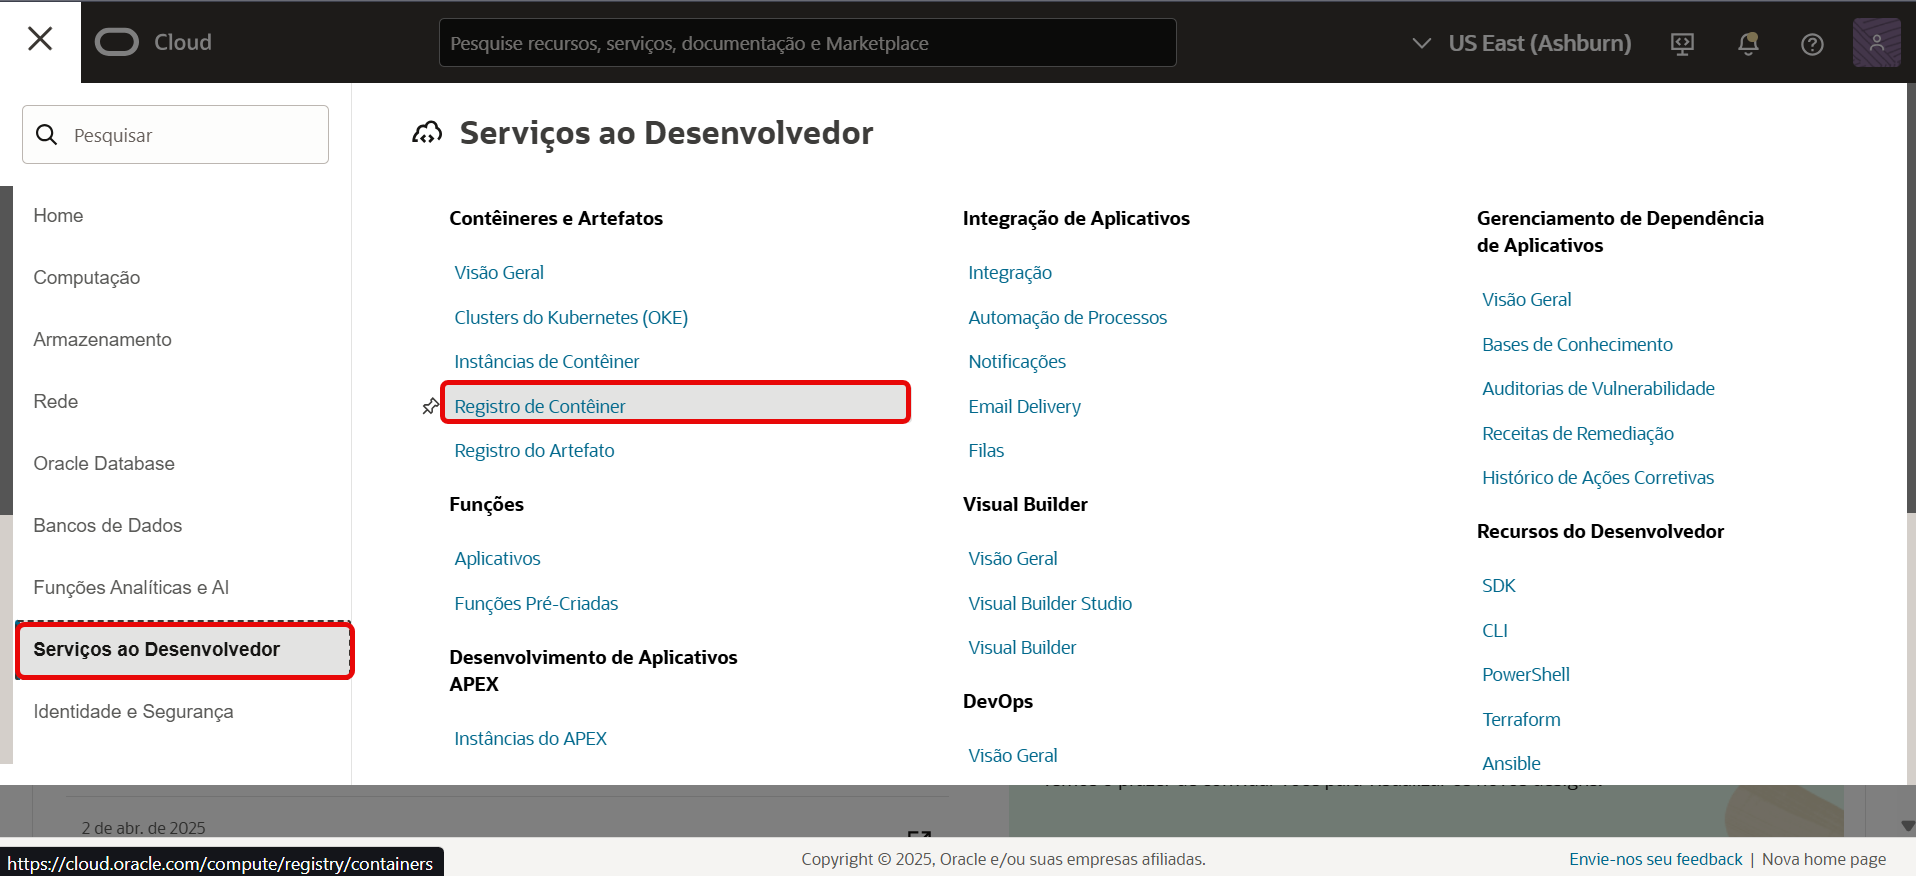 Cloud
Pesquise recursos, serviços, documentação e Marketplace
US East (Ashburn)
Pesquisar
Home
Computação
Armazenamento
Rede
Oracle Database
Bancos de Dados
Funções Analíticas e AI
Serviços ao Desenvolvedor
Identidade e Segurança
Serviços ao Desenvolvedor
Contêineres e Artefatos
Visão Geral
Clusters do Kubernetes (OKE)
Instâncias de Contêiner
Registro de Contêiner
Registro do Artefato
Funções
Aplicativos
Funções Pré-Criadas
Desenvolvimento de Aplicativos
APEX
Instâncias do APEX
Integração de Aplicativos
Integração
Automação de Processos
Notificações
Email Delivery
Filas
Visual Builder
Visão Geral
Visual Builder Studio
Visual Builder
DevOps
Visão Geral
Gerenciamento de Dependência
de Aplicativos
Visão Geral
Bases de Conhecimento
Auditorias de Vulnerabilidade
Receitas de Remediação
Histórico de Ações Corretivas
Recursos do Desenvolvedor
SDK
CLI
PowerShell
Terraform
Ansible
2 de abr. de 2025
https://cloud.oracle.com/compute/registry/containers
Copyright © 2025, Oracle e/ou suas empresas afiliadas.
Envie-nos seu feedback | Nova home page